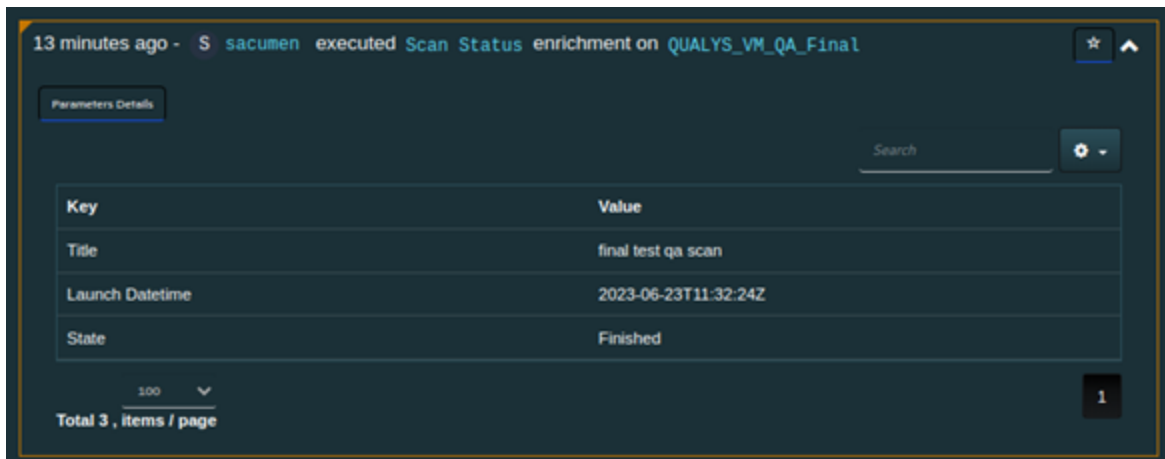 13 minutes ago - S sacumen executed Scan Status enrichment on QUALYS_VM_QA_Final
Parameters Details
Search
Key Value
Title final test qa scan
Launch Datetime 2023-06-23T11:32:24Z
State Finished
100
1
Total 3 , items / page